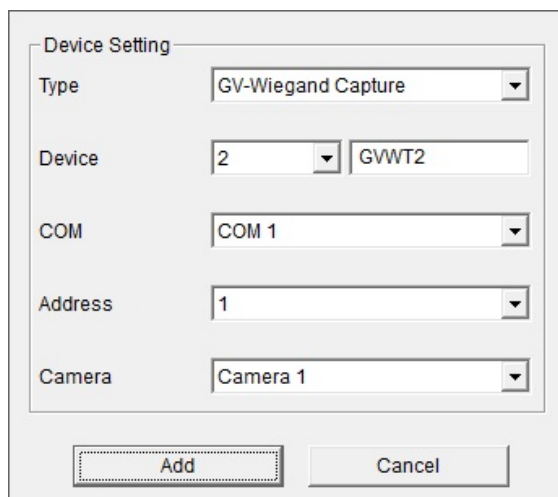 Device Setting
Type GV-Wiegand Capture
Device 2 GVWT2
COM COM 1
Address 1
Camera Camera 1
Add Cancel